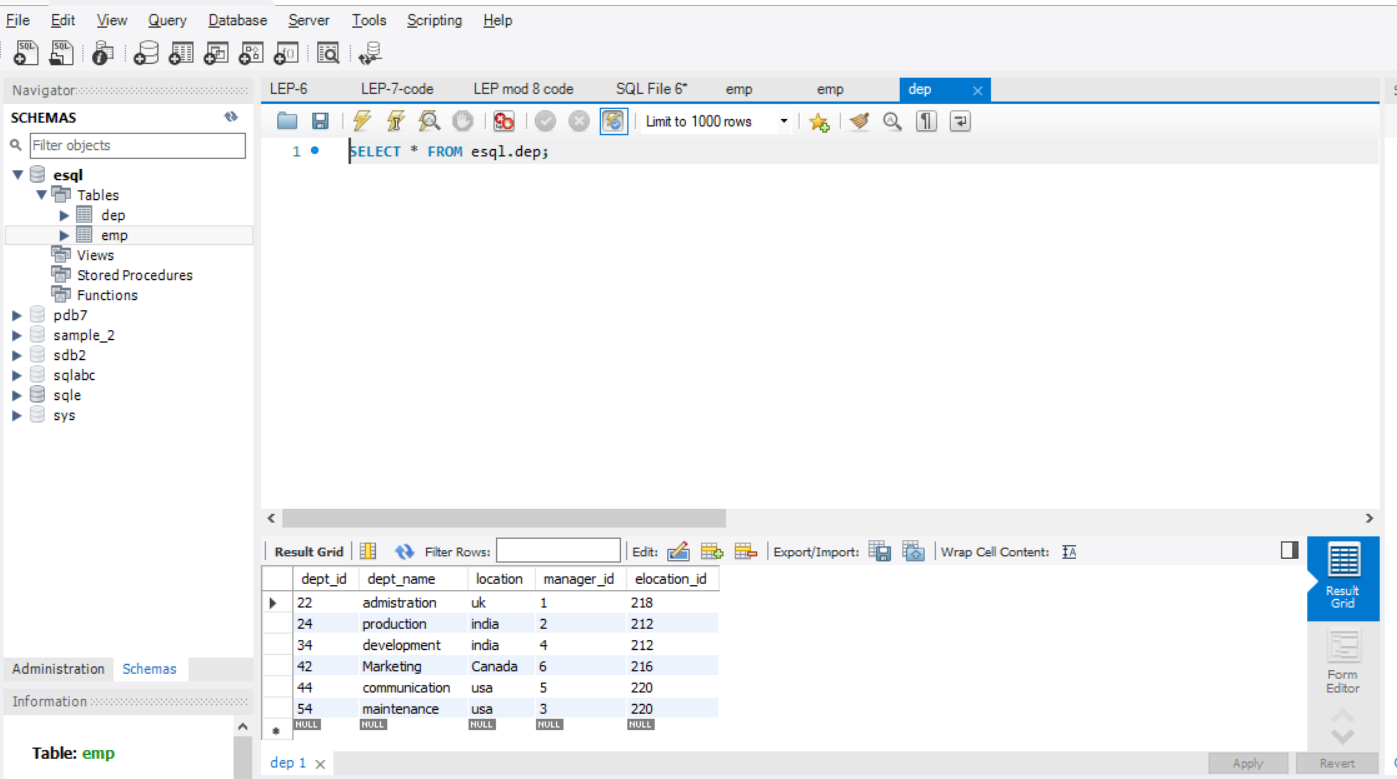 File Edit View Query Database Server Tools Scripting Help
SQL SQL
Navigator
SCHEMAS
Filter objects
esql
Tables
dep
emp
Views
Stored Procedures
Functions
pdb7
sample_2
sdb2
sqlabc
sqle
sys
Administration Schemas
Information
Table: emp
LEP-6 LEP-7-code LEP mod 8 code SQL File 6* emp emp dep
Limit to 1000 rows
1 SELECT * FROM esql.dep;
Result Grid Filter Rows: Edit: Export/Import: Wrap Cell Content:
dept_id dept_name location manager_id elocation_id
22 admistration uk 1 218
24 production india 2 212
34 development india 4 212
42 Marketing Canada 6 216
44 communication usa 5 220
54 maintenance usa 3 220
NULL NULL NULL NULL NULL
Result
Grid
Form
Editor
dep 1
Apply Revert